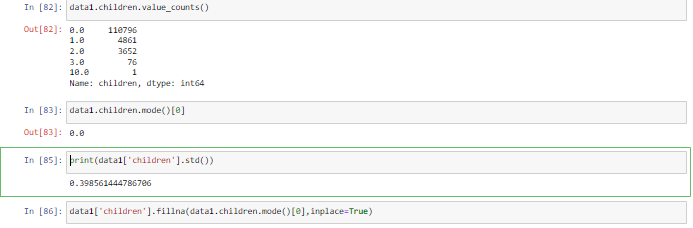 In [82]: data1.children.value_counts()
Out[82]: 0.0 110796
1.0 4861
2.0 3652
3.0 76
10.0 1
Name: children, dtype: int64
In [83]: data1.children.mode()[0]
Out[83]: 0.0
In [85]: print(data1['children'].std())
0.398561444786706
In [86]: data1['children'].fillna(data1.children.mode()[0],inplace=True)